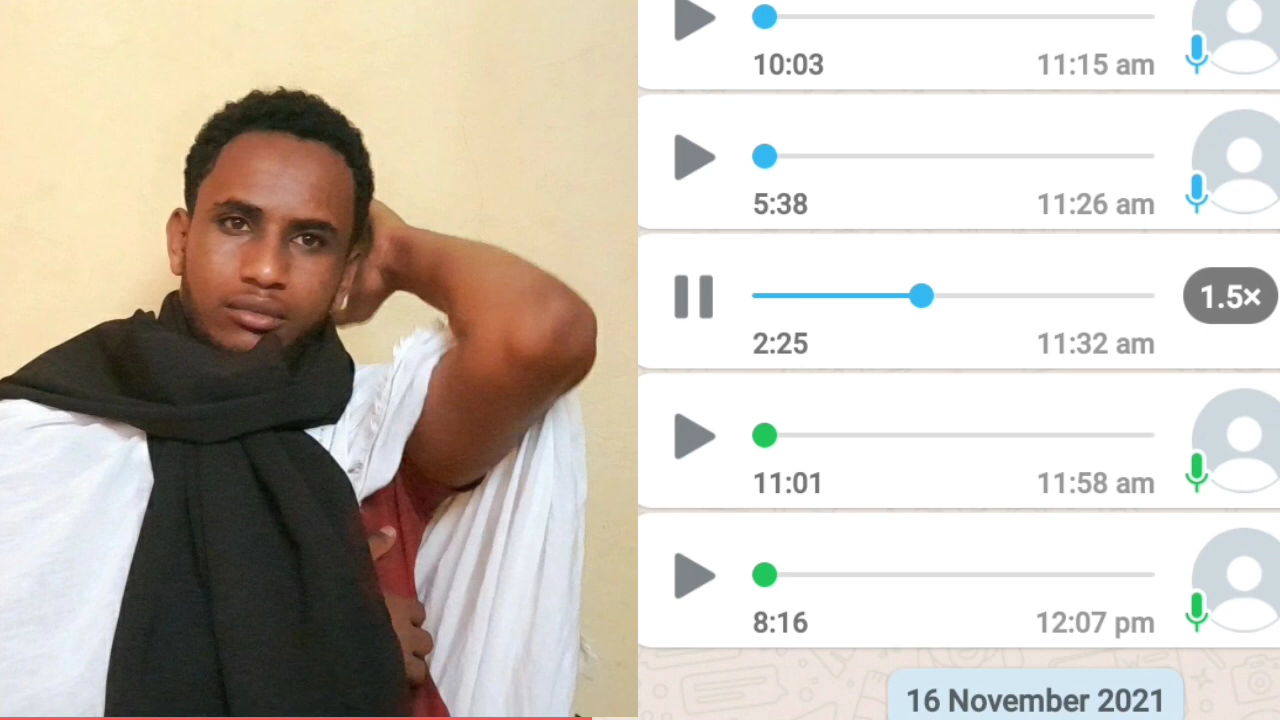 10:03 11:15 am
5:38 11:26 am
1.5×
2:25 11:32 am
11:01 11:58 am
8:16 12:07 pm
16 November 2021